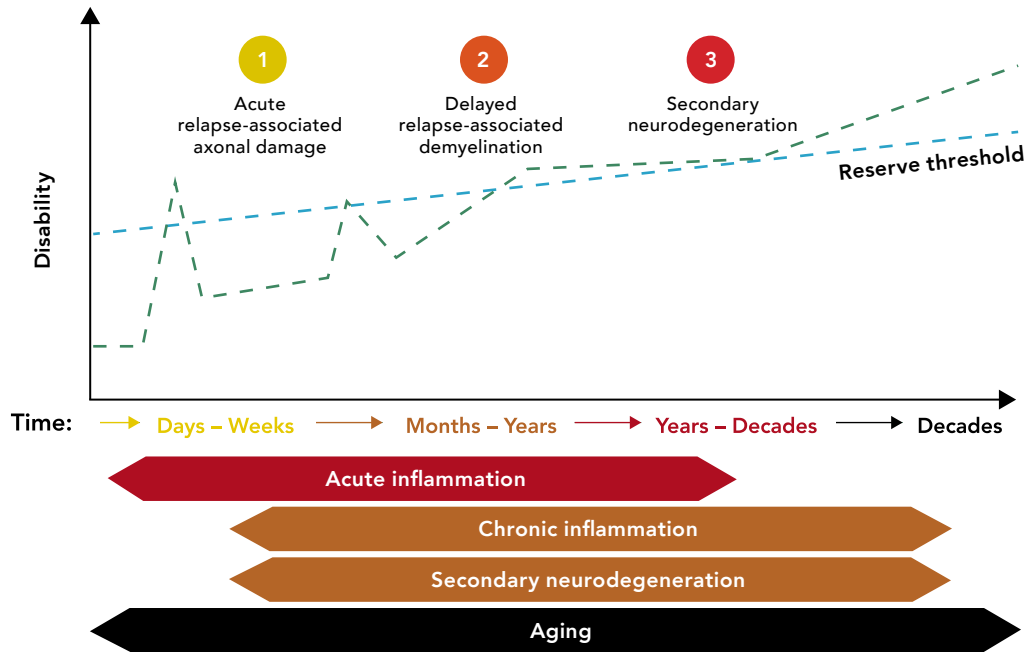 1
Acute
relapse-associated
axonal damage
2
Delayed
relapse-associated
demyelination
3
Secondary
neurodegeneration
Reserve threshold
Disability
Time:
Days – Weeks
Months – Years
Years – Decades
Decades
Acute inflammation
Chronic inflammation
Secondary neurodegeneration
Aging